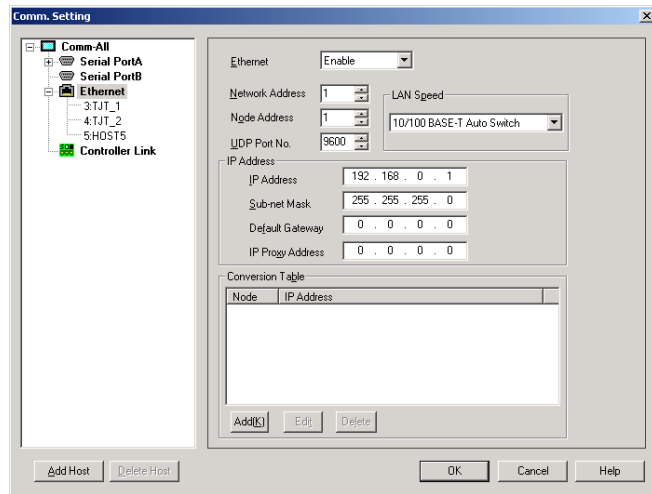 Comm. Setting
Comm-All
Serial PortA
Serial PortB
Ethernet
3:TJT_1
4:TJT_2
5:HOST5
Controller Link
Ethernet Enable
Network Address 1
Node Address 1
UDP Port No. 9600
LAN Speed
10/100 BASE-T Auto Switch
IP Address
IP Address 192 . 168 . 0 . 1
Sub-net Mask 255 . 255 . 255 . 0
Default Gateway 0 . 0 . 0 . 0
IP Proxy Address 0 . 0 . 0 . 0
Conversion Table
Node IP Address
Add(K) Edit Delete
Add Host Delete Host OK Cancel Help